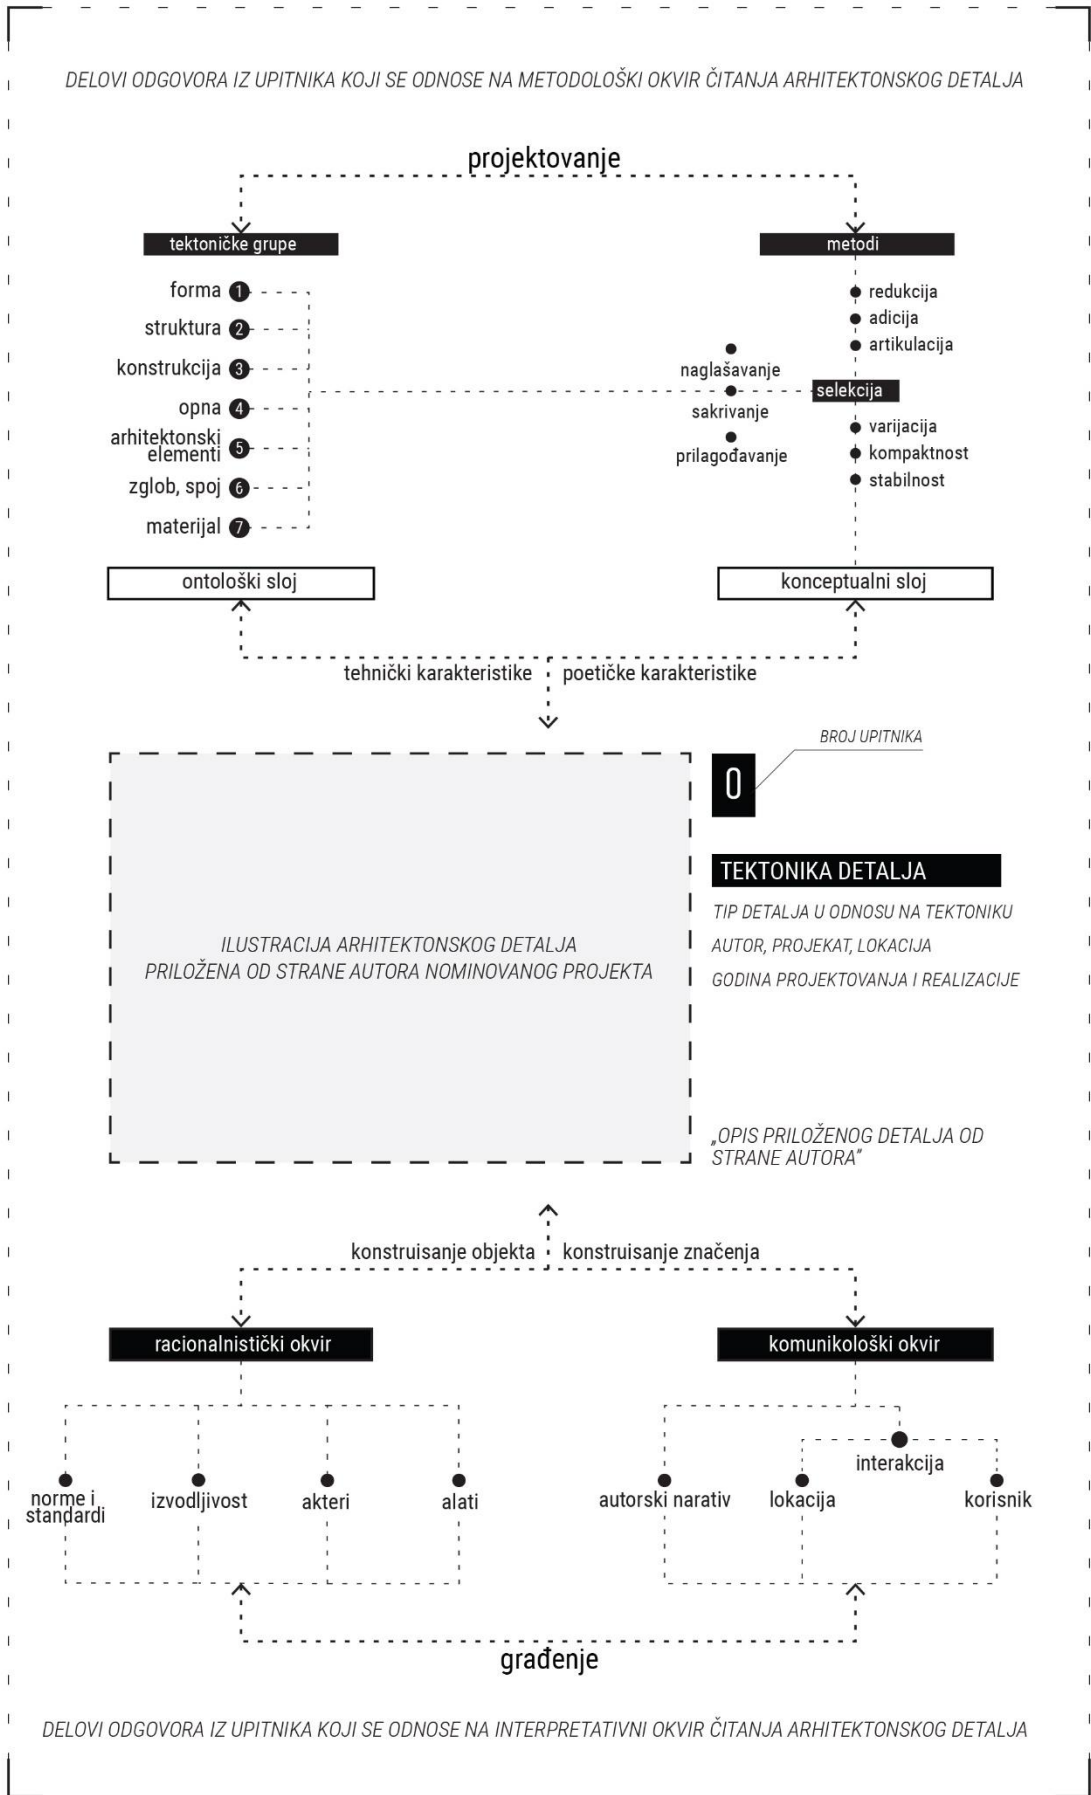 DELOVI ODGOVORA IZ UPITNIKA KOJI SE ODNOSE NA METODOLOŠKI OKVIR ČITANJA ARHITEKTONSKOG DETALJA
projektovanje
tektoničke grupe
metodi
forma 1
struktura 2
konstrukcija 3
opna 4
arhitektonski
elementi 5
zglob, spoj 6
materijal 7
naglašavanje
sakrivanje
prilagođavanje
redukcija
adicija
artikulacija
selekcija
varijacija
kompaktnost
stabilnost
ontološki sloj
konceptualni sloj
tehnički karakteristike
poetičke karakteristike
BROJ UPITNIKA
0
TEKTONIKA DETALJA
TIP DETALJA U ODNOSU NA TEKTONIKU
AUTOR, PROJEKAT, LOKACIJA
GODINA PROJEKTOVANJA I REALIZACIJE
ILUSTRACIJA ARHITEKTONSKOG DETALJA
PRILOŽENA OD STRANE AUTORA NOMINOVANOG PROJEKTA
„OPIS PRILOŽENOG DETALJA OD
STRANE AUTORA”
konstruisanje objekta
konstruisanje značenja
racionalnistički okvir
komunikološki okvir
norme i
standardi
izvodljivost
akteri
alati
autorski narativ
lokacija
interakcija
korisnik
građenje
DELOVI ODGOVORA IZ UPITNIKA KOJI SE ODNOSE NA INTERPRETATIVNI OKVIR ČITANJA ARHITEKTONSKOG DETALJA